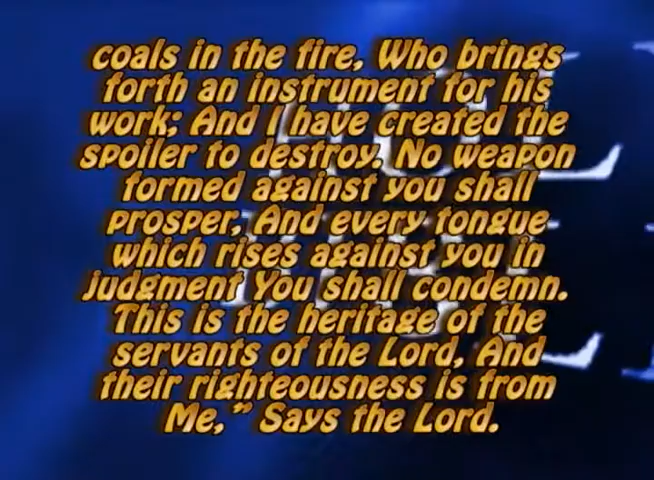 coals in the fire, Who brings
forth an instrument for his
work; And I have created the
spoiler to destroy. No weapon
formed against you shall
prosper, And every tongue
which rises against you in
judgment You shall condemn.
This is the heritage of the
servants of the Lord, And
their righteousness is from
Me,” Says the Lord.